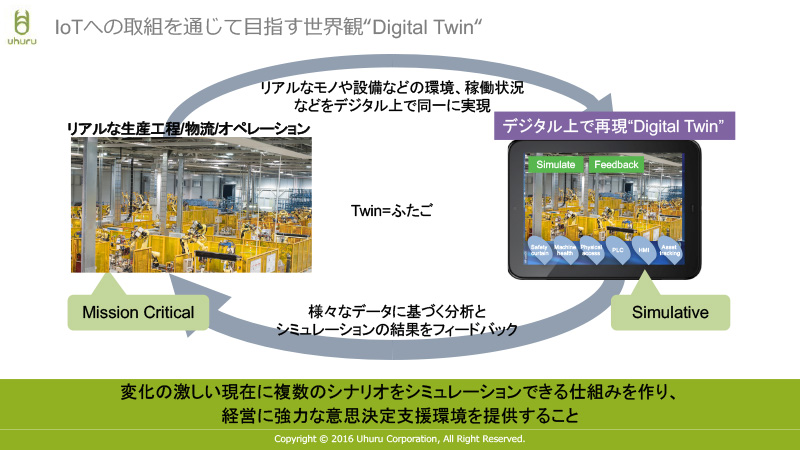 uhuru
IoTへの取組を通じて目指す世界観“Digital Twin“
リアルなモノや設備などの環境、稼働状況
などをデジタル上で同一に実現
リアルな生産工程/物流/オペレーション
デジタル上で再現“Digital Twin”
Simulate
Feedback
Twin=ふたご
Safety
curtain
Machine
health
Physical
access
PLC
HMI
Asset
tracking
Mission Critical
様々なデータに基づく分析と
シミュレーションの結果をフィードバック
Simulative
変化の激しい現在に複数のシナリオをシミュレーションできる仕組みを作り、
経営に強力な意思決定支援環境を提供すること
Copyright © 2016 Uhuru Corporation, All Right Reserved.